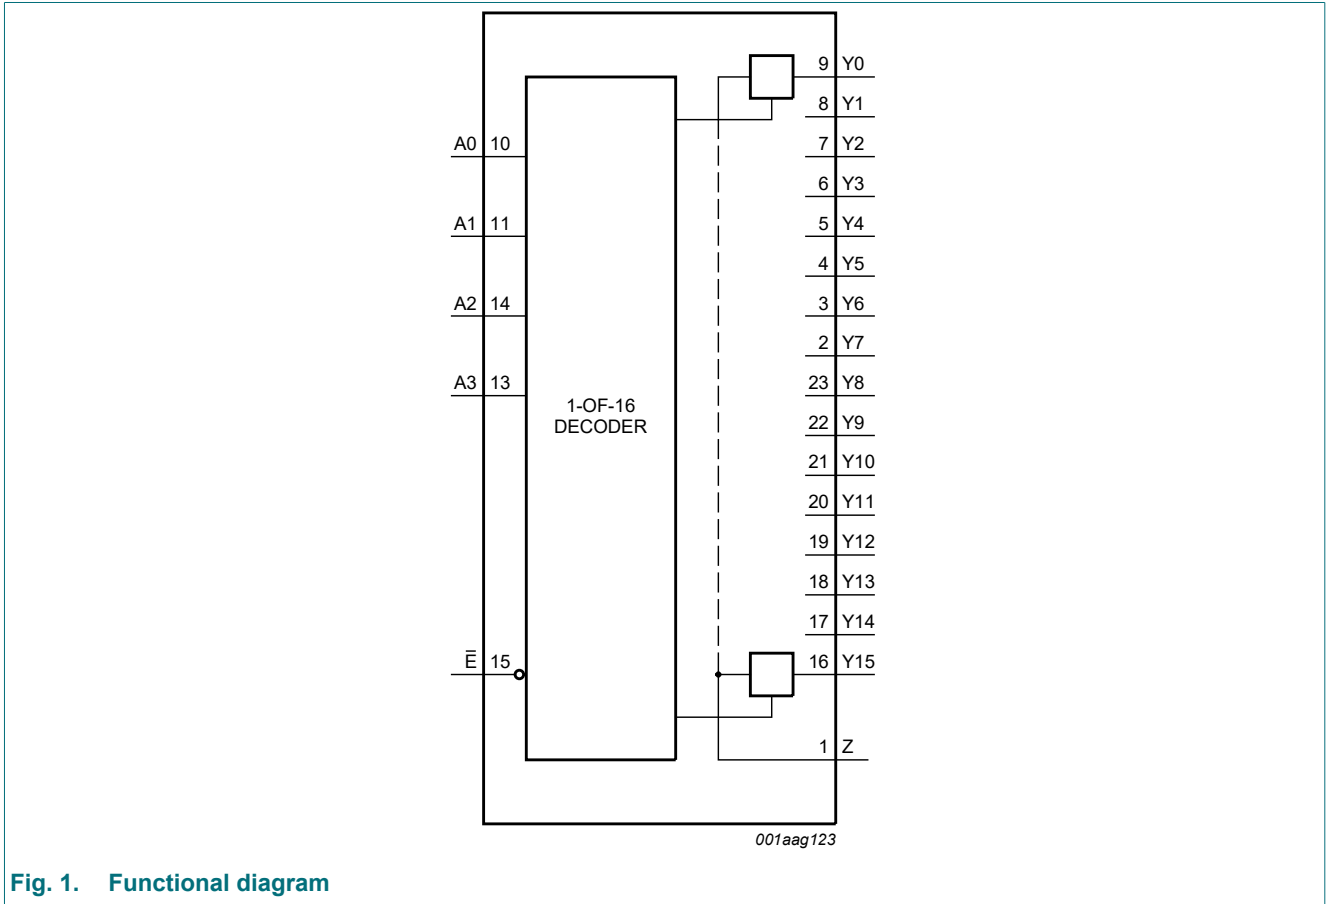 9 Y0
8 Y1
A0 10
7 Y2
6 Y3
A1 11
5 Y4
4 Y5
A2 14
3 Y6
2 Y7
A3 13
23 Y8
1-OF-16
DECODER
22 Y9
21 Y10
20 Y11
19 Y12
18 Y13
17 Y14
E̅ 15
16 Y15
1 Z
001aag123
Fig. 1. Functional diagram